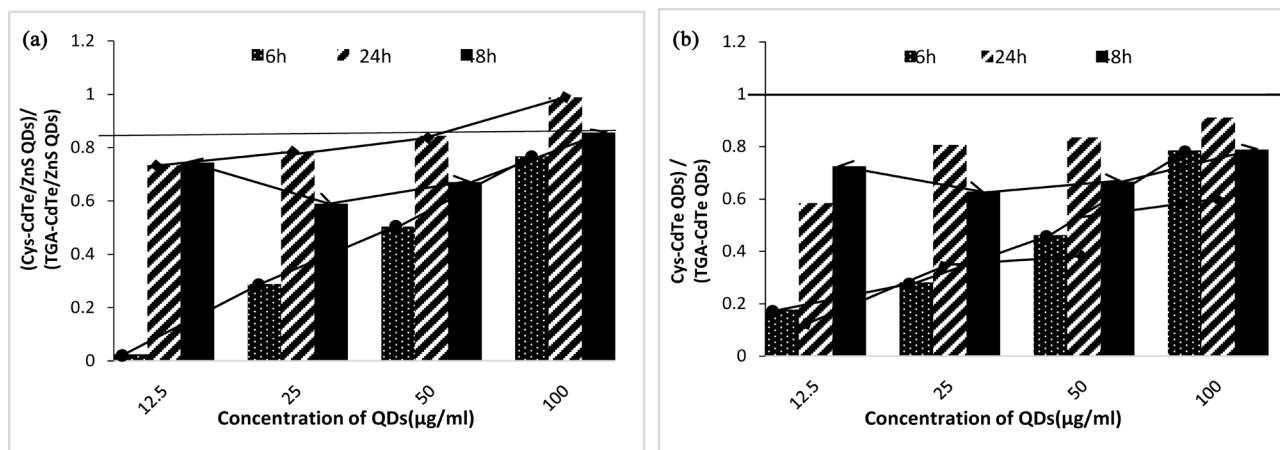 (a)
1.2
1
0.8
0.6
0.4
0.2
0
6h
24h
48h
(Cys-CdTe/ZnS QDs)/
(TGA-CdTe/ZnS QDs)
12.5
25
50
100
Concentration of QDs(µg/ml)
(b)
1.2
1
0.8
0.6
0.4
0.2
0
6h
24h
48h
Cys-CdTe QDs) /
(TGA-CdTe QDs)
12.5
25
50
100
Concentration of QDs(µg/ml)